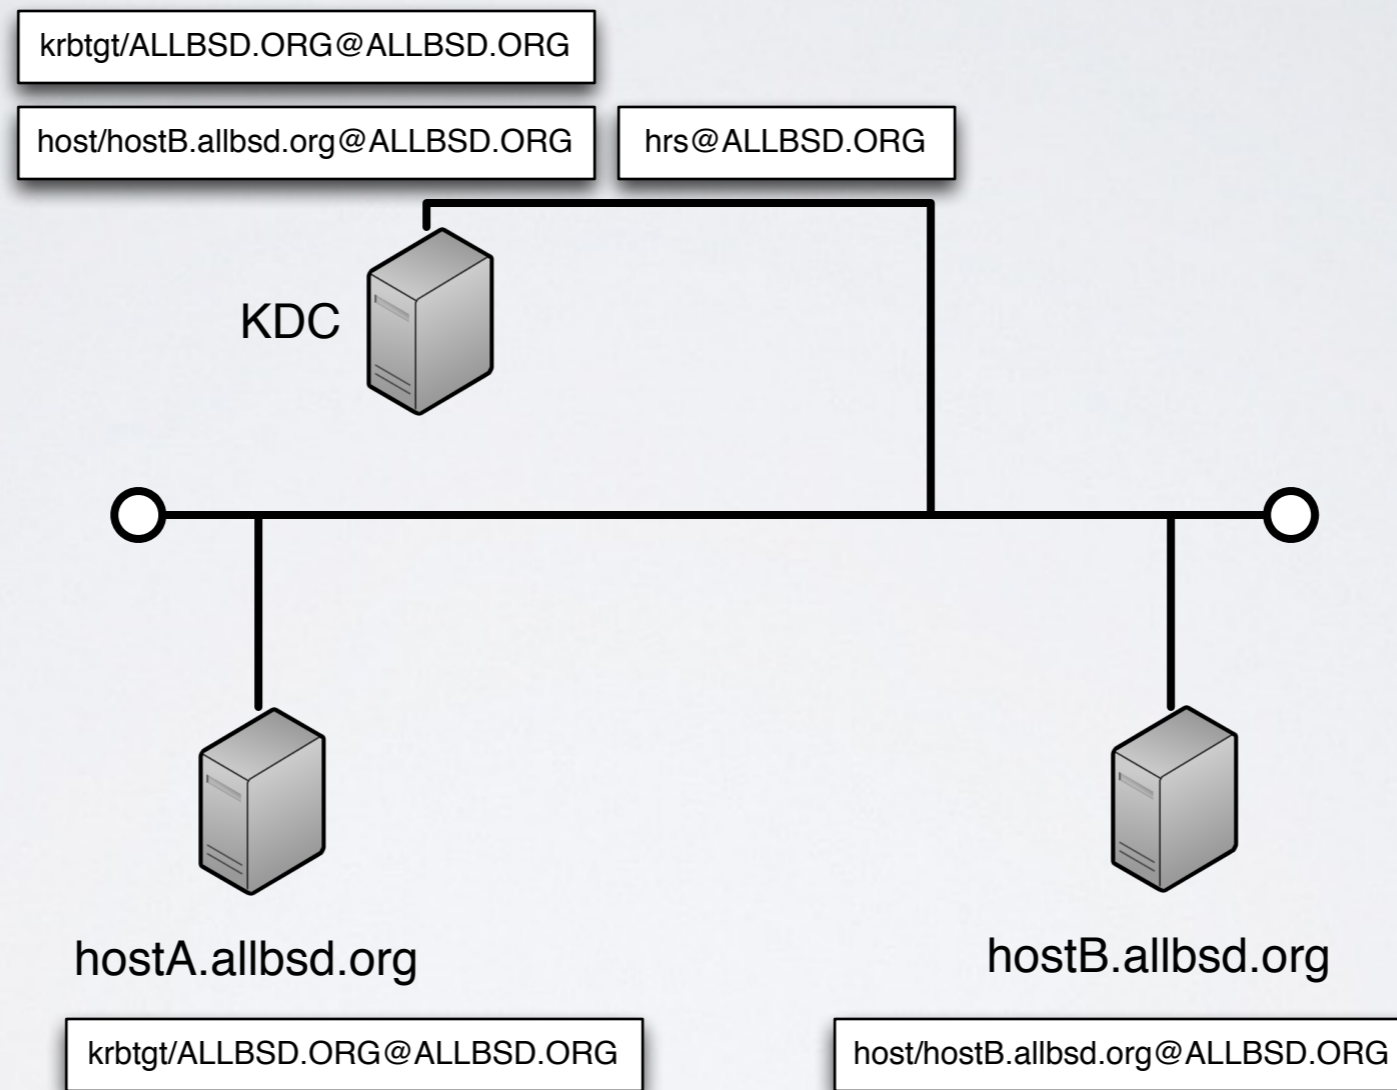 krbtgt/ALLBSD.ORG@ALLBSD.ORG
host/hostB.allbsd.org@ALLBSD.ORG
hrs@ALLBSD.ORG
KDC
hostA.allbsd.org
hostB.allbsd.org
krbtgt/ALLBSD.ORG@ALLBSD.ORG
host/hostB.allbsd.org@ALLBSD.ORG